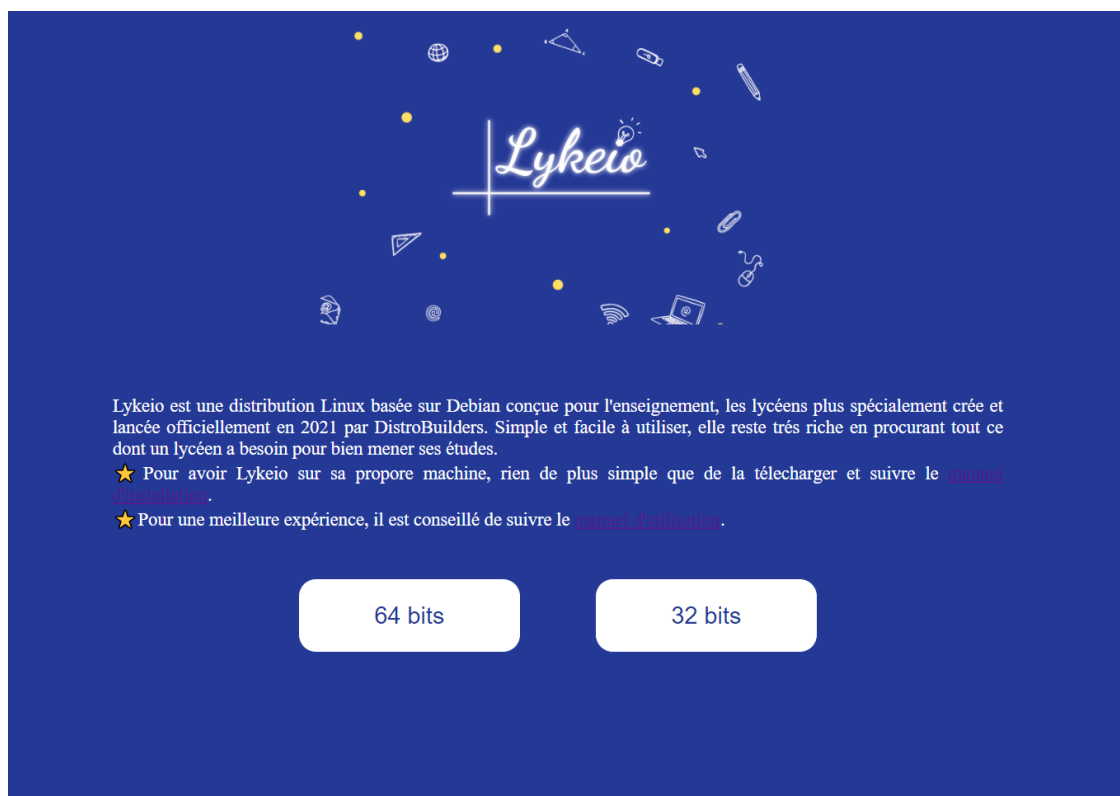 Lykeio
Lykeio est une distribution Linux basée sur Debian conçue pour l'enseignement, les lycéens plus spécialement crée et
lancée officiellement en 2021 par DistroBuilders. Simple et facile à utiliser, elle reste trés riche en procurant tout ce
dont un lycéen a besoin pour bien mener ses études.
Pour avoir Lykeio sur sa propore machine, rien de plus simple que de la télecharger et suivre le manuel
d'installation.
Pour une meilleure expérience, il est conseillé de suivre le manuel d'utilisation.
64 bits
32 bits